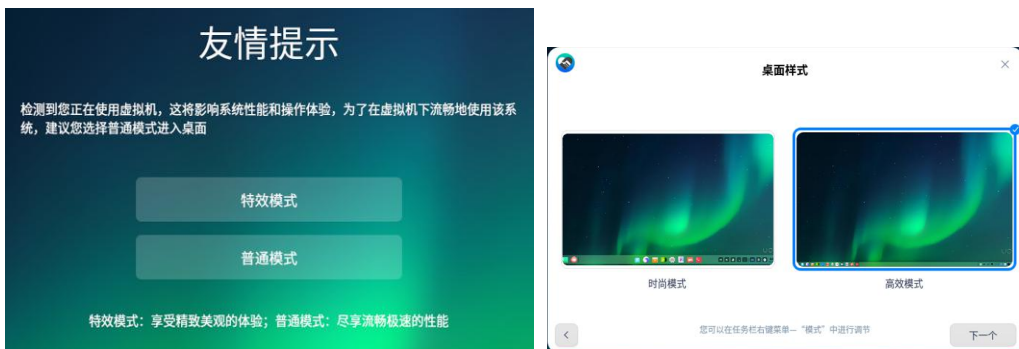 友情提示
检测到您正在使用虚拟机，这将影响系统性能和操作体验，为了在虚拟机下流畅地使用该系
统，建议您选择普通模式进入桌面
特效模式
普通模式
特效模式：享受精致美观的体验；普通模式：尽享流畅极速的性能
桌面样式
时尚模式
高效模式
您可以在任务栏右键菜单—“模式”中进行调节
下一个